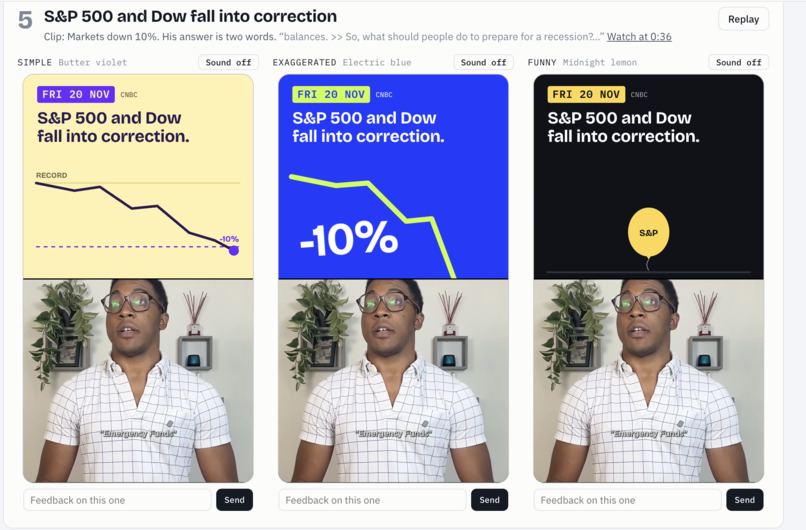 5 S&P 500 and Dow fall into correction
Replay
Clip: Markets down 10%. His answer is two words. “balances. >> So, what should people do to prepare for a recession?…” Watch at 0:36
SIMPLE Butter violet
Sound off
EXAGGERATED Electric blue
Sound off
FUNNY Midnight lemon
Sound off
FRI 20 NOV CNBC
S&P 500 and Dow
fall into correction.
RECORD
-10%
"Emergency Funds"
FRI 20 NOV CNBC
S&P 500 and Dow
fall into correction.
-10%
"Emergency Funds"
FRI 20 NOV CNBC
S&P 500 and Dow
fall into correction.
S&P
"Emergency Funds"
Feedback on this one
Send
Feedback on this one
Send
Feedback on this one
Send